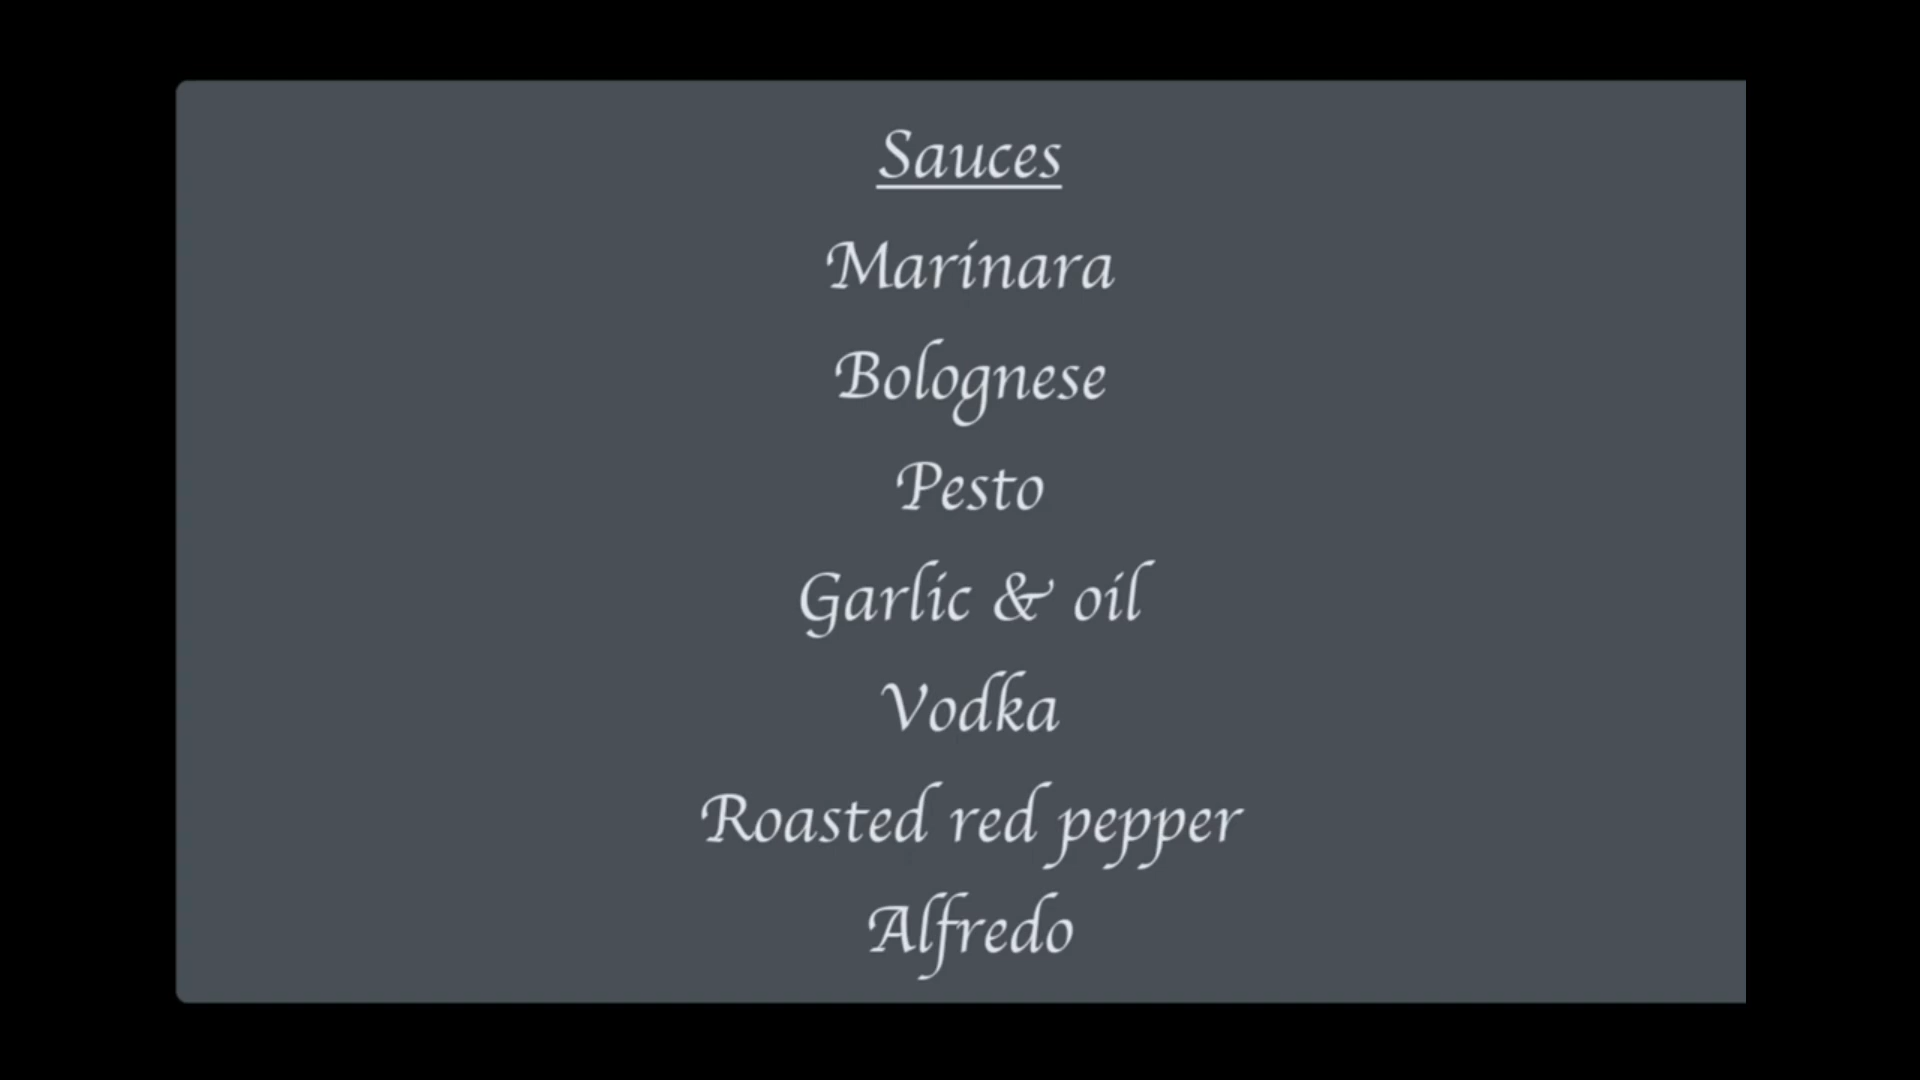 Sauces
Marinara
Bolognese
Pesto
Garlic & oil
Vodka
Roasted red pepper
Alfredo